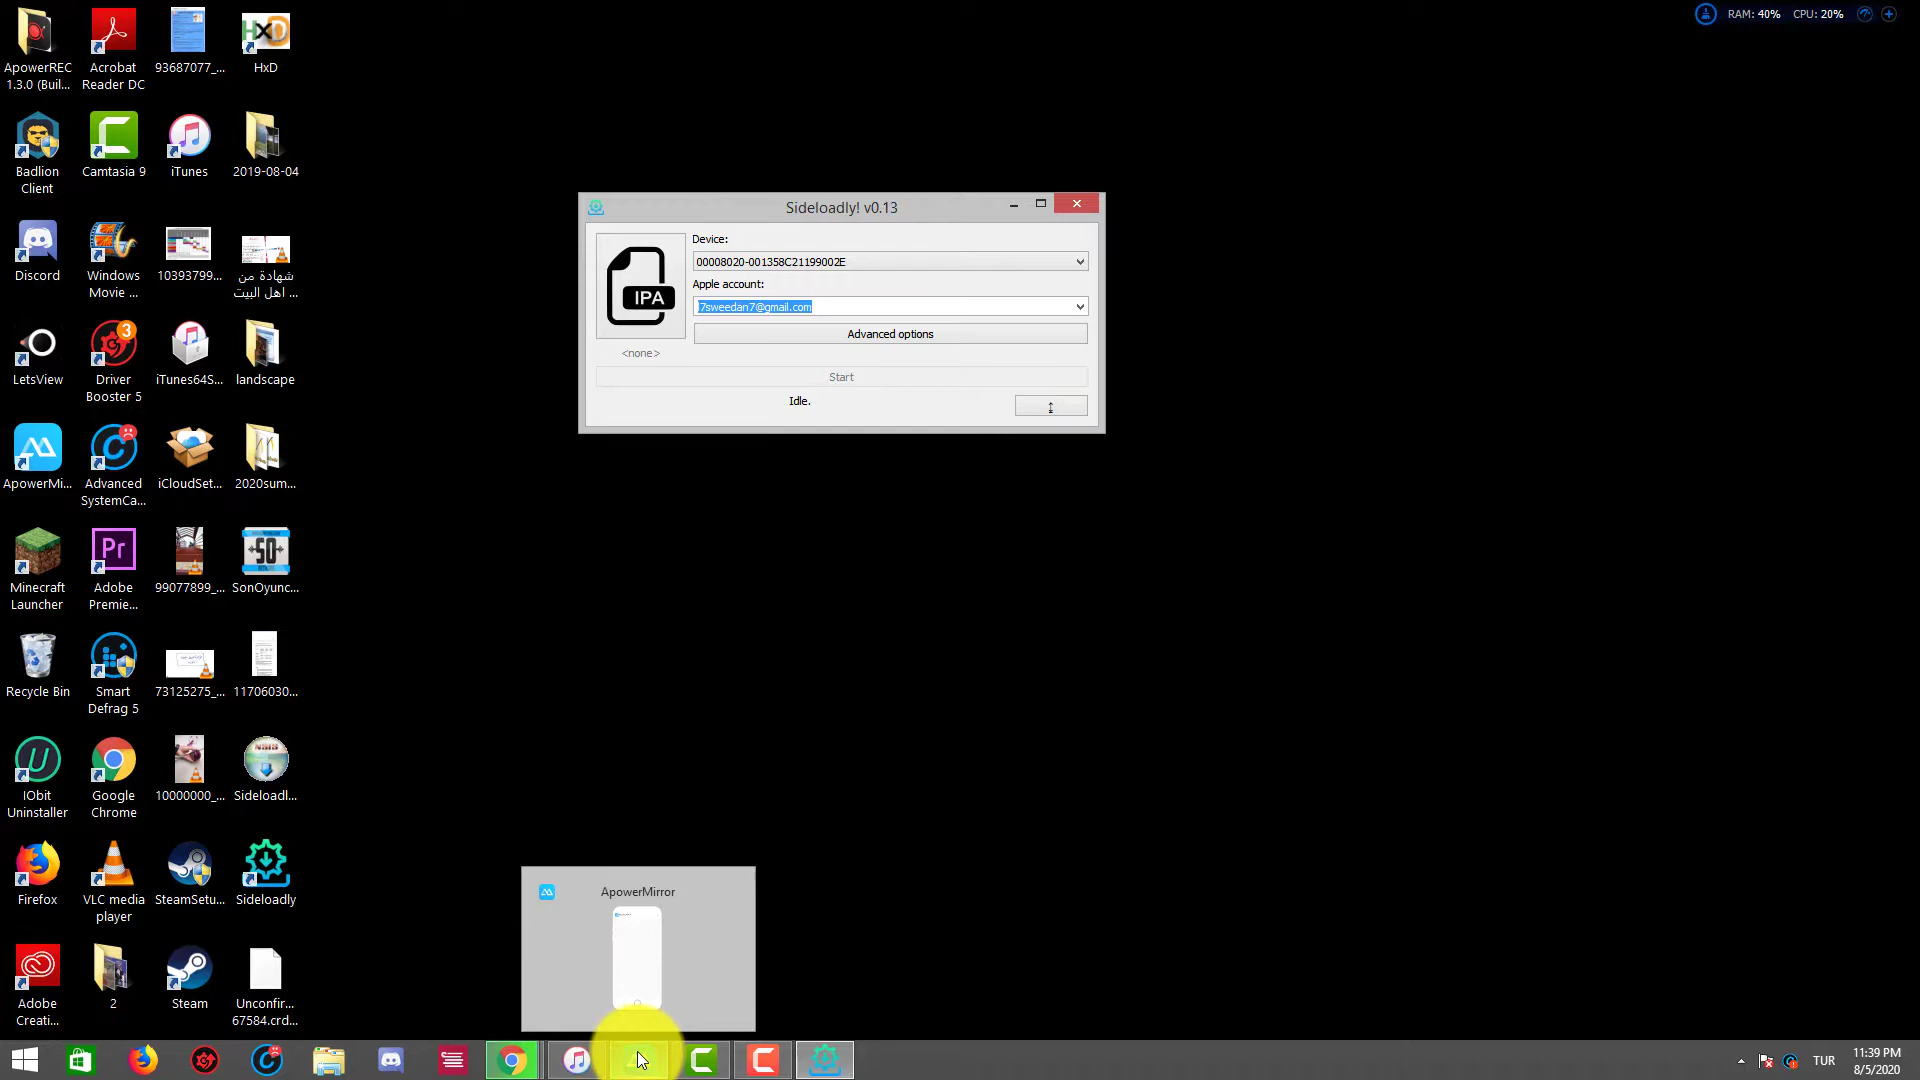 RAM: 40% CPU: 20%
ApowerREC
1.3.0 (Buil...
Acrobat
Reader DC
93687077_...
HxD
Badlion
Client
Camtasia 9
iTunes
2019-08-04
Discord
Windows
Movie ...
10393799...
شهادة من
اهل البيت ...
LetsView
Driver
Booster 5
iTunes64S...
landscape
ApowerMi...
Advanced
SystemCa...
iCloudSet...
2020sum...
Minecraft
Launcher
Adobe
Premie...
99077899_...
SonOyunc...
Recycle Bin
Smart
Defrag 5
73125275_...
11706030...
IObit
Uninstaller
Google
Chrome
10000000_...
Sideloadl...
Firefox
VLC media
player
SteamSetu...
Sideloadly
Adobe
Creati...
2
Steam
Unconfir...
67584.crd...
Sideloadly! v0.13
IPA
<none>
Device:
00008020-001358C21199002E
Apple account:
7sweedan7@gmail.com
Advanced options
Start
Idle.
ApowerMirror
TUR
11:39 PM
8/5/2020